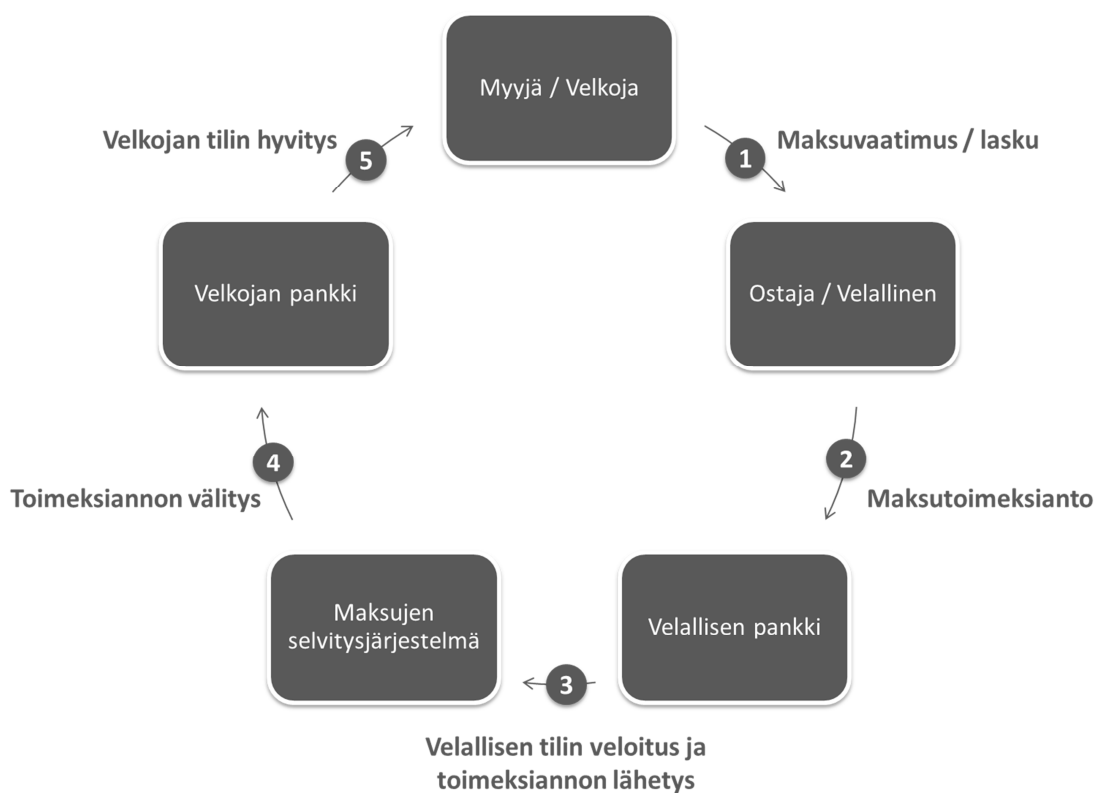 Myyjä / Velkoja
1
Maksuvaatimus / lasku
Ostaja / Velallinen
2
Maksutoimeksianto
Velallisen pankki
3
Velallisen tilin veloitus ja
toimeksiannon lähetys
Maksujen
selvitysjärjestelmä
4
Toimeksiannon välitys
Velkojan pankki
5
Velkojan tilin hyvitys